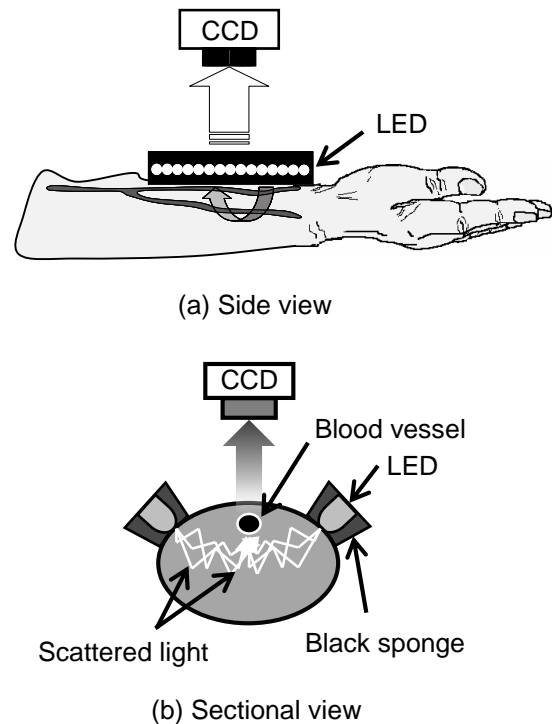 CCD
LED
(a) Side view
CCD
Blood vessel
LED
Scattered light
Black sponge
(b) Sectional view